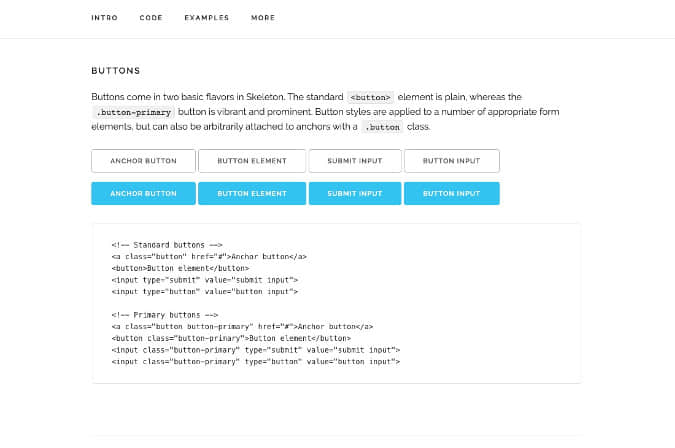 INTRO CODE EXAMPLES MORE
BUTTONS
Buttons come in two basic flavors in Skeleton. The standard <button> element is plain, whereas the
.button-primary button is vibrant and prominent. Button styles are applied to a number of appropriate form
elements, but can also be arbitrarily attached to anchors with a .button class.
ANCHOR BUTTON BUTTON ELEMENT SUBMIT INPUT BUTTON INPUT
ANCHOR BUTTON BUTTON ELEMENT SUBMIT INPUT BUTTON INPUT
<!-- Standard buttons -->
<a class="button" href="#">Anchor button</a>
<button>Button element</button>
<input type="submit" value="submit input">
<input type="button" value="button input">
<!-- Primary buttons -->
<a class="button button-primary" href="#">Anchor button</a>
<button class="button-primary">Button element</button>
<input class="button-primary" type="submit" value="submit input">
<input class="button-primary" type="button" value="button input">